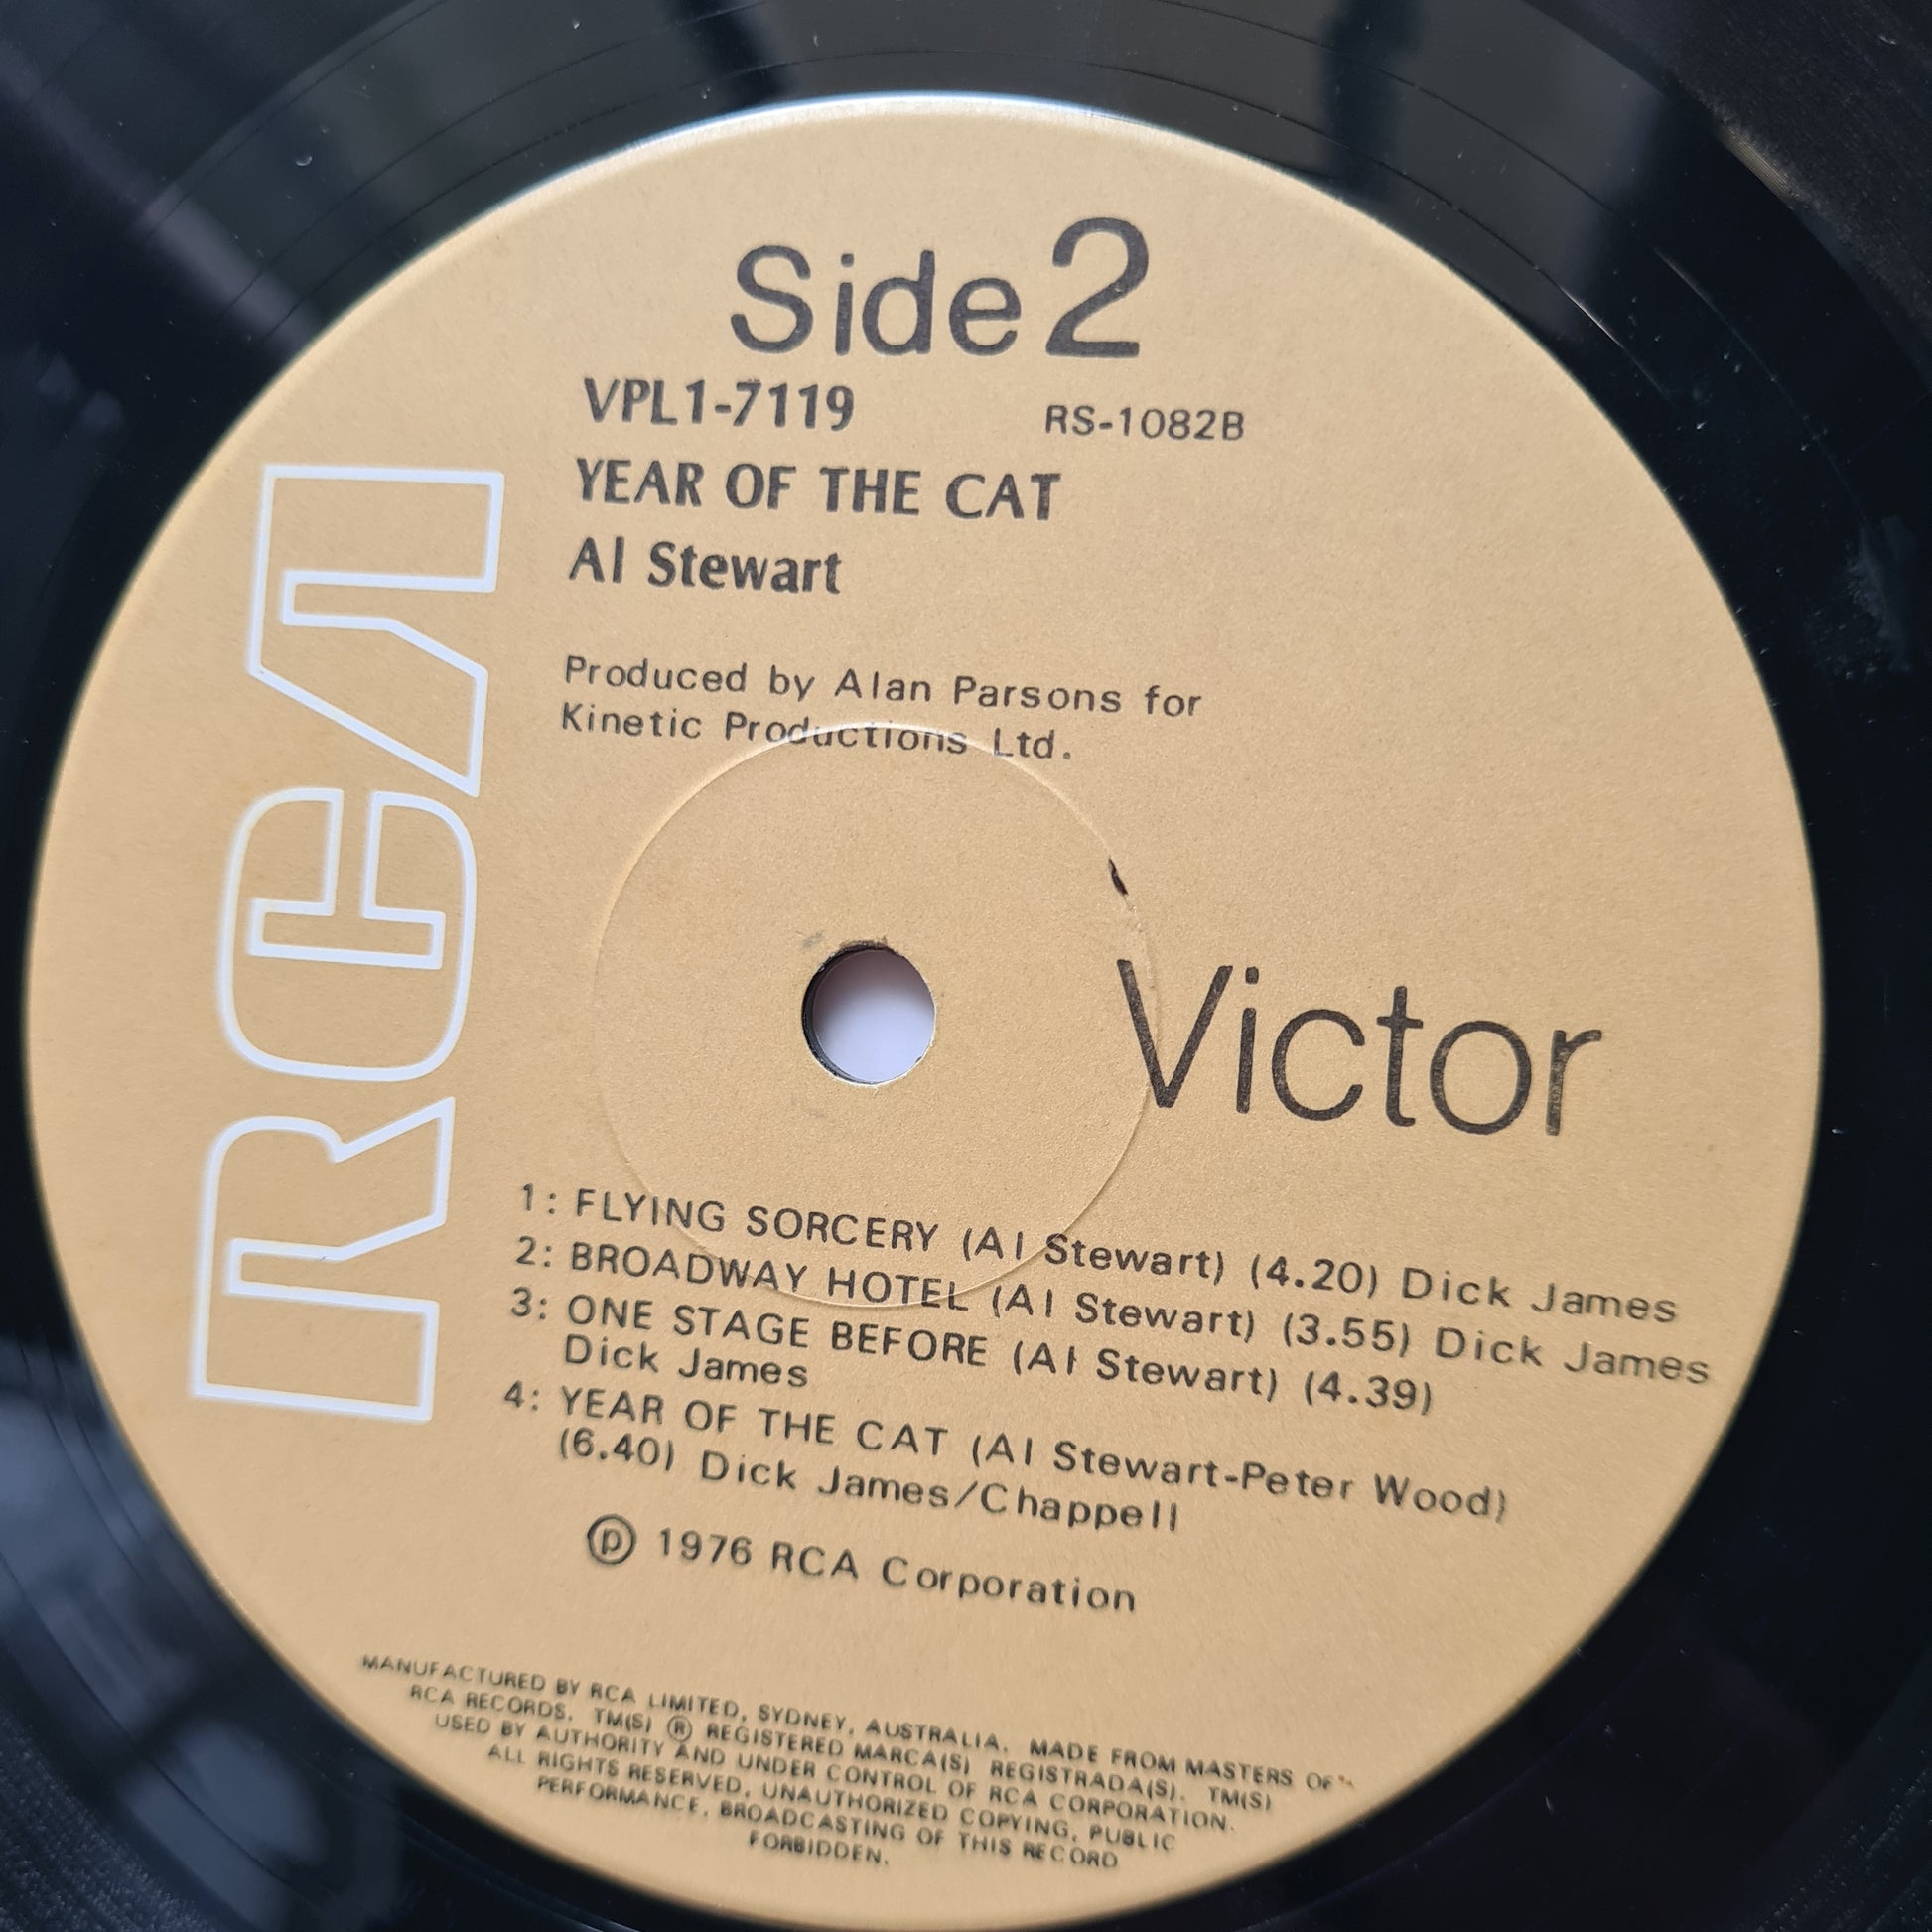 Side 2
VPL1-7119 RS-1082B
YEAR OF THE CAT
Al Stewart
Produced by Alan Parsons for
Kinetic Productions Ltd.
RCA
Victor
1: FLYING SORCERY (Al Stewart) (4.20) Dick James
2: BROADWAY HOTEL (Al Stewart) (3.55) Dick James
3: ONE STAGE BEFORE (Al Stewart) (4.39)
Dick James
4: YEAR OF THE CAT (Al Stewart-Peter Wood)
(6.40) Dick James/Chappell
℗ 1976 RCA Corporation
MANUFACTURED BY RCA LIMITED, SYDNEY, AUSTRALIA. MADE FROM MASTERS OF
RCA RECORDS. TM(S) ® REGISTERED MARCA(S) REGISTRADA(S). TM(S)
USED BY AUTHORITY AND UNDER CONTROL OF RCA CORPORATION.
ALL RIGHTS RESERVED, UNAUTHORIZED COPYING, PUBLIC
PERFORMANCE, BROADCASTING OF THIS RECORD
FORBIDDEN.